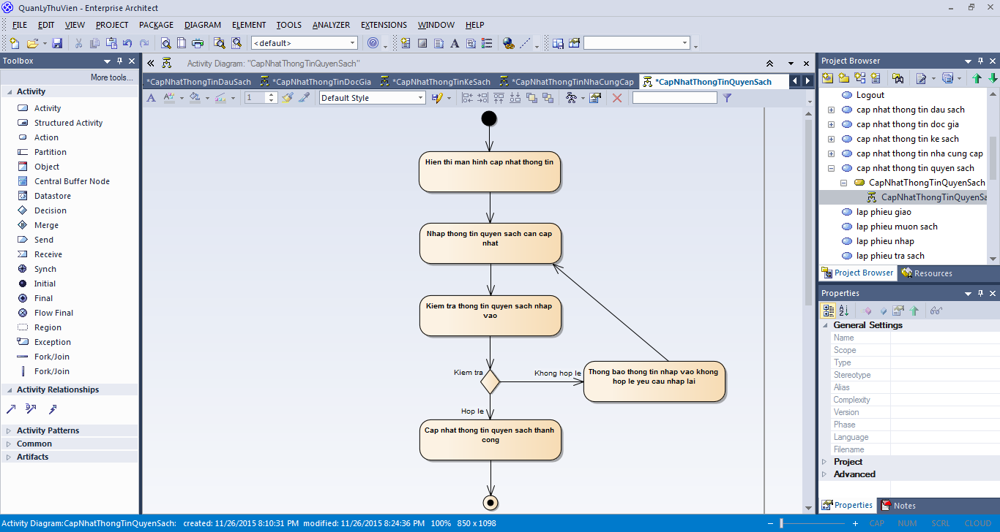 QuanLyThuVien - Enterprise Architect
FILE EDIT VIEW PROJECT PACKAGE DIAGRAM ELEMENT TOOLS ANALYZER EXTENSIONS WINDOW HELP
<default>
Toolbox
More tools...
Activity
Activity
Structured Activity
Action
Partition
Object
Central Buffer Node
Datastore
Decision
Merge
Send
Receive
Synch
Initial
Final
Flow Final
Region
Exception
Fork/Join
Fork/Join
Activity Relationships
Activity Patterns
Common
Artifacts
Activity Diagram: "CapNhatThongTinQuyenSach"
*CapNhatThongTinDauSach *CapNhatThongTinDocGia *CapNhatThongTinKeSach *CapNhatThongTinNhaCungCap *CapNhatThongTinQuyenSach
1 Default Style
Hien thi man hinh cap nhat thong tin
Nhap thong tin quyen sach can cap
nhat
Kiem tra thong tin quyen sach nhap
vao
Kiem tra
Khong hop le
Thong bao thong tin nhap vao khong
hop le yeu cau nhap lai
Hop le
Cap nhat thong tin quyen sach thanh
cong
Project Browser
Logout
cap nhat thong tin dau sach
cap nhat thong tin doc gia
cap nhat thong tin ke sach
cap nhat thong tin nha cung cap
cap nhat thong tin quyen sach
CapNhatThongTinQuyenSach
CapNhatThongTinQuyenSa
lap phieu giao
lap phieu muon sach
lap phieu nhap
lap phieu tra sach
Project Browser Resources
Properties
General Settings
Name
Scope
Type
Stereotype
Alias
Complexity
Version
Phase
Language
Filename
Project
Advanced
Properties Notes
Activity Diagram:CapNhatThongTinQuyenSach: created: 11/26/2015 8:10:31 PM modified: 11/26/2015 8:24:36 PM 100% 850 x 1098 CAP NUM SCRL CLOUD